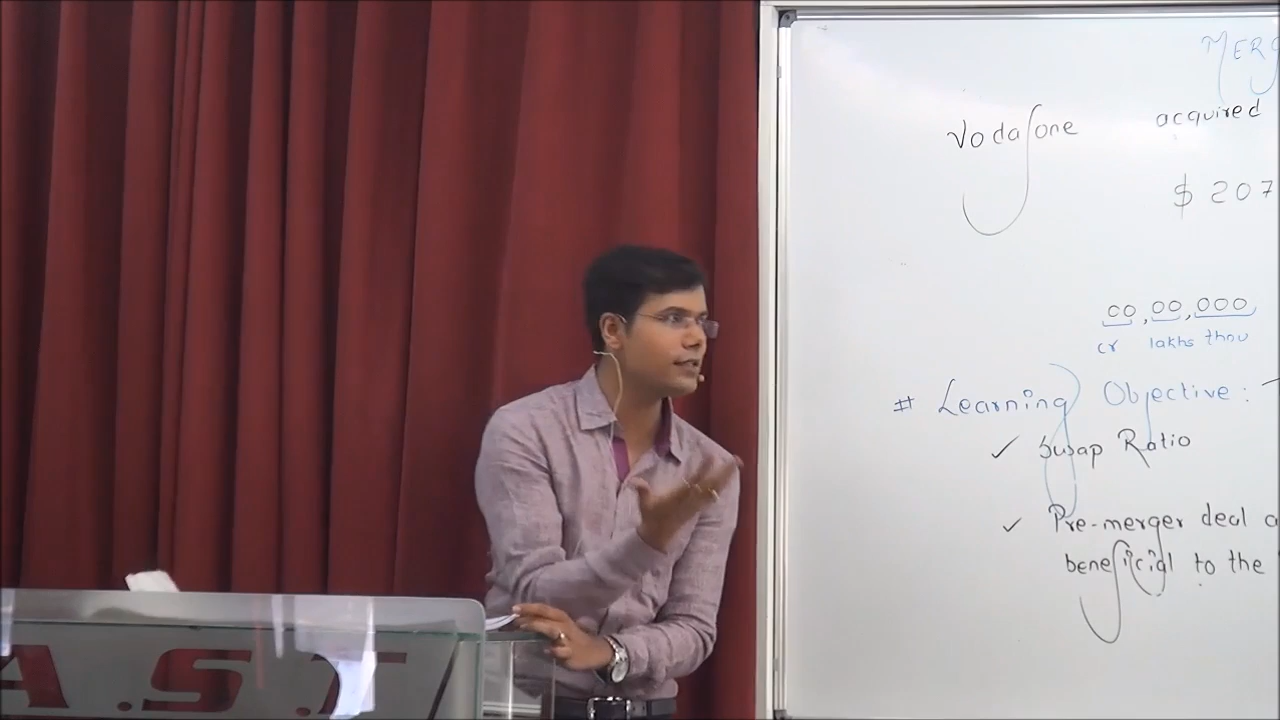 MERG
Vodafone acquired
$ 207
00,00,000
cr lakhs thou
# Learning Objective:
✓ Swap Ratio
✓ Pre-merger deal a
beneficial to the
A.S.T